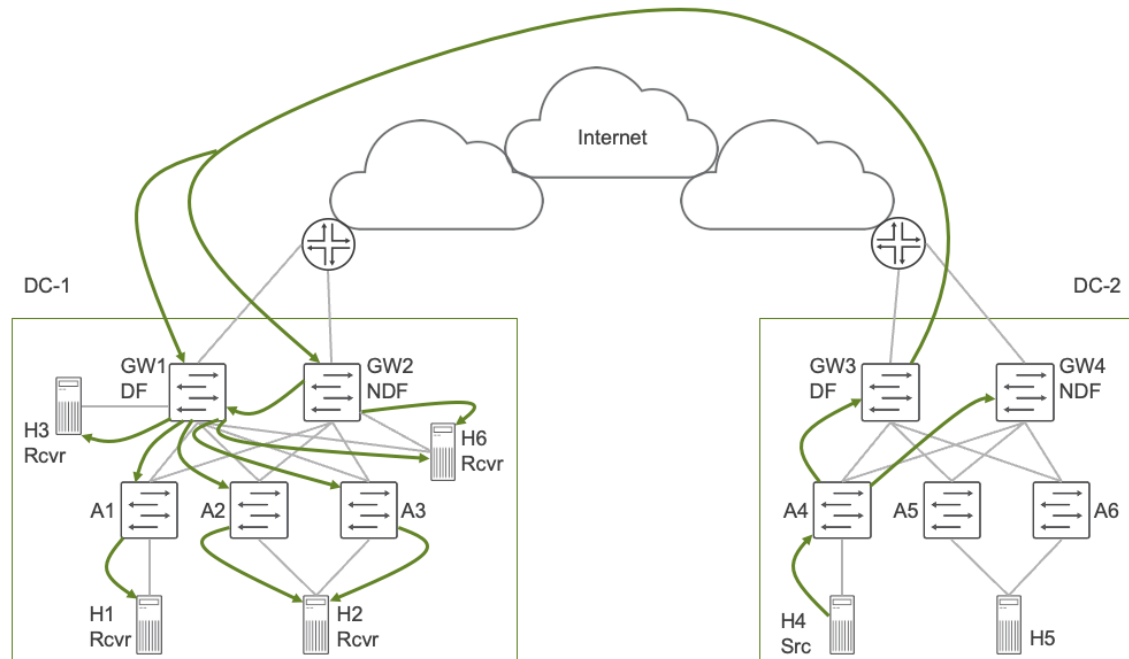 Internet
DC-1
DC-2
GW1
DF
GW2
NDF
GW3
DF
GW4
NDF
H3
Rcvr
H6
Rcvr
A1
A2
A3
A4
A5
A6
H1
Rcvr
H2
Rcvr
H4
Src
H5